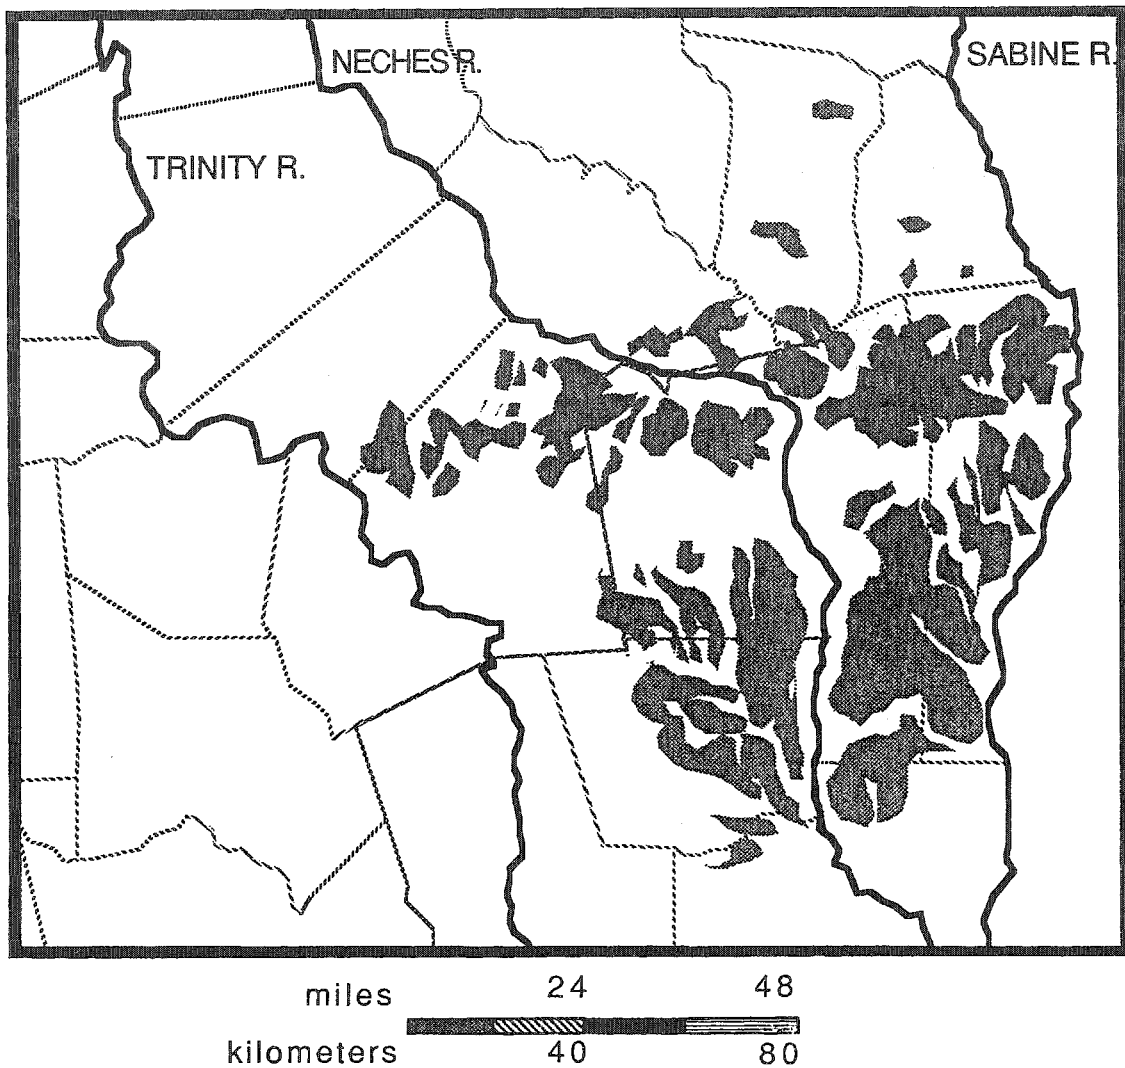 NECHES R.
SABINE R.
TRINITY R.
miles 24 48
kilometers 40 80